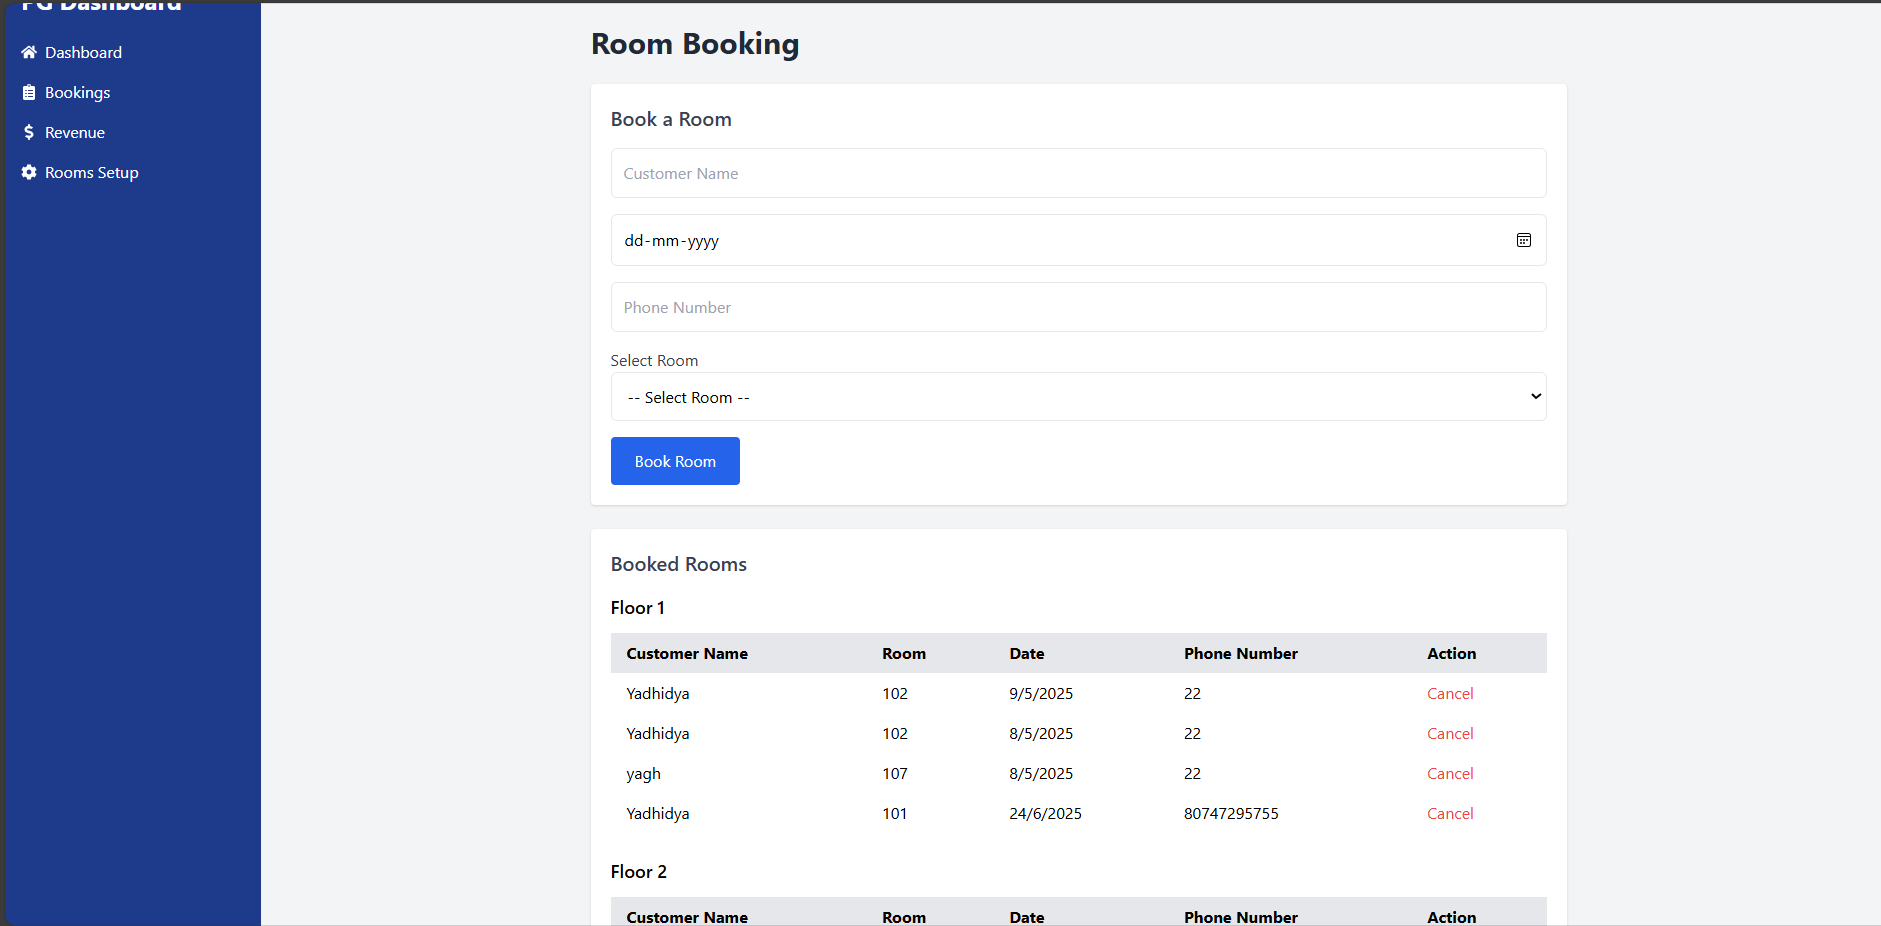 PG Dashboard
Dashboard
Bookings
Revenue
Rooms Setup
Room Booking
Book a Room
Customer Name
dd-mm-yyyy
Phone Number
Select Room
-- Select Room --
Book Room
Booked Rooms
Floor 1
Customer Name Room Date Phone Number Action
Yadhidya 102 9/5/2025 22 Cancel
Yadhidya 102 8/5/2025 22 Cancel
yagh 107 8/5/2025 22 Cancel
Yadhidya 101 24/6/2025 80747295755 Cancel
Floor 2
Customer Name Room Date Phone Number Action